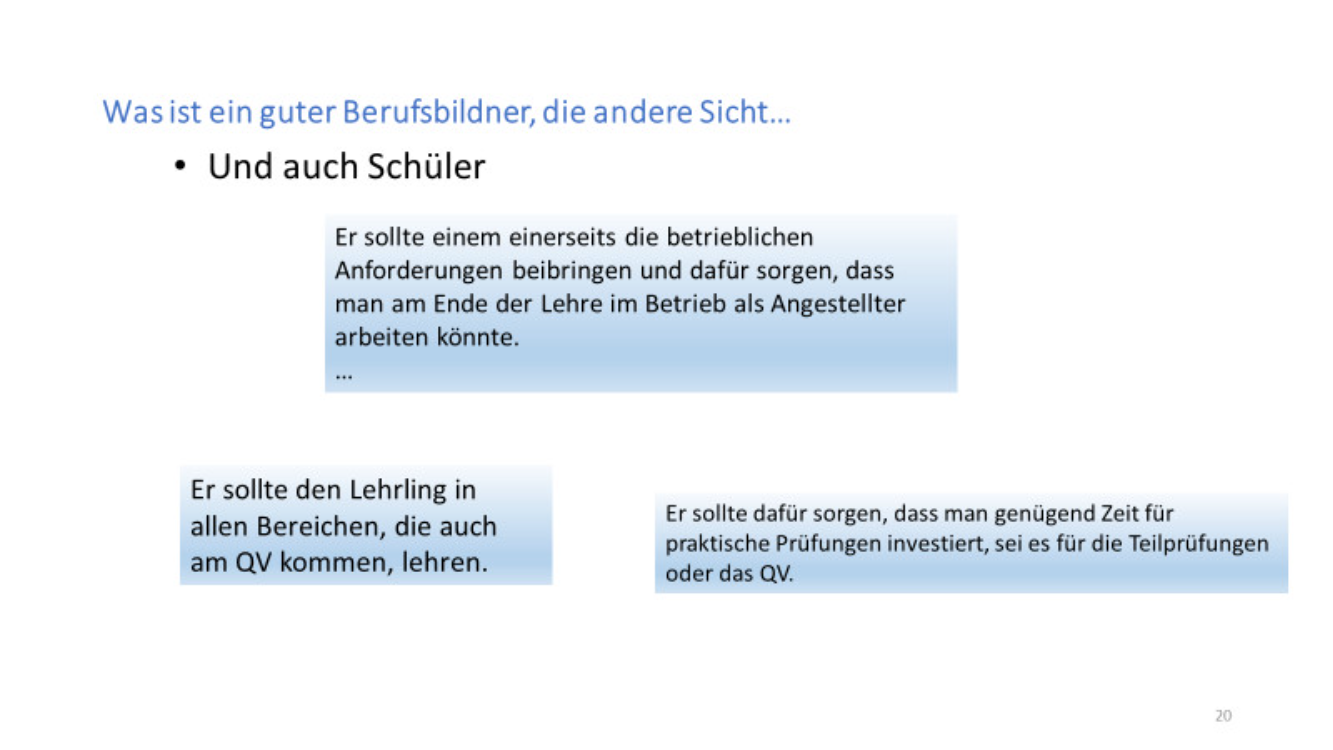 Was ist ein guter Berufsbildner, die andere Sicht...
• Und auch Schüler
Er sollte einem einerseits die betrieblichen
Anforderungen beibringen und dafür sorgen, dass
man am Ende der Lehre im Betrieb als Angestellter
arbeiten könnte.
...
Er sollte den Lehrling in
allen Bereichen, die auch
am QV kommen, lehren.
Er sollte dafür sorgen, dass man genügend Zeit für
praktische Prüfungen investiert, sei es für die Teilprüfungen
oder das QV.
20